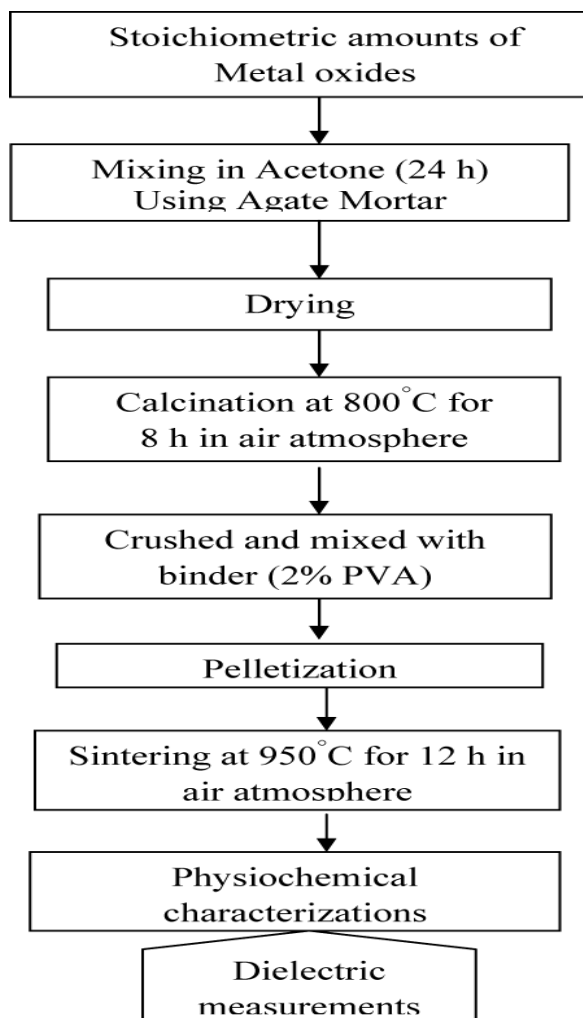 Stoichiometric amounts of
Metal oxides
Mixing in Acetone (24 h)
Using Agate Mortar
Drying
Calcination at 800°C for
8 h in air atmosphere
Crushed and mixed with
binder (2% PVA)
Pelletization
Sintering at 950°C for 12 h in
air atmosphere
Physiochemical
characterizations
Dielectric
measurements